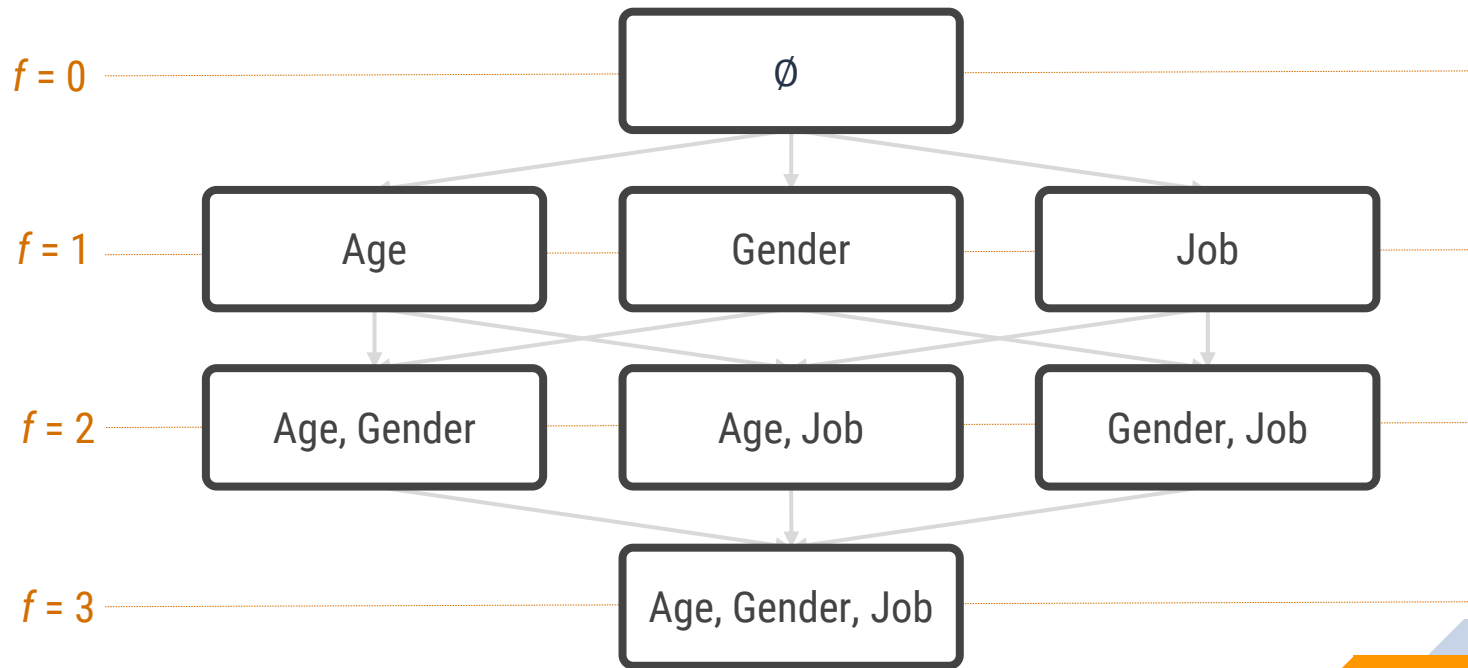 f = 0
∅
f = 1
Age
Gender
Job
f = 2
Age, Gender
Age, Job
Gender, Job
f = 3
Age, Gender, Job